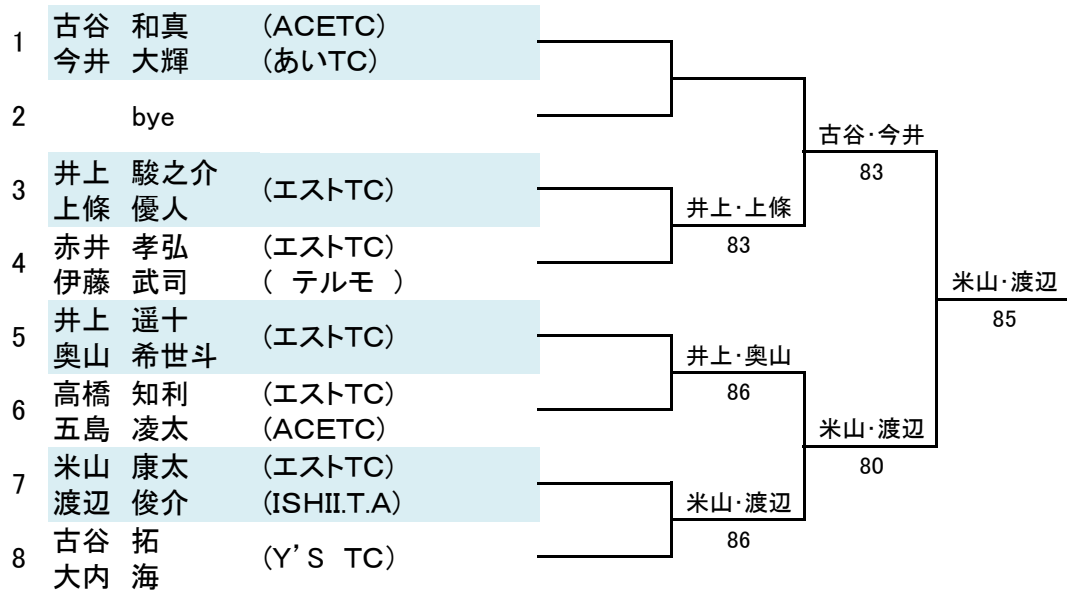 1 古谷 和真 (ACETC)
今井 大輝 (あいTC)
2 bye
古谷・今井
83
3 井上 駿之介 (エストTC)
上條 優人
井上・上條
83
4 赤井 孝弘 (エストTC)
伊藤 武司 ( テルモ )
米山・渡辺
85
5 井上 遥十 (エストTC)
奥山 希世斗
井上・奥山
86
6 高橋 知利 (エストTC)
五島 凌太 (ACETC)
米山・渡辺
80
7 米山 康太 (エストTC)
渡辺 俊介 (ISHII.T.A)
米山・渡辺
86
8 古谷 拓 (Y'S TC)
大内 海